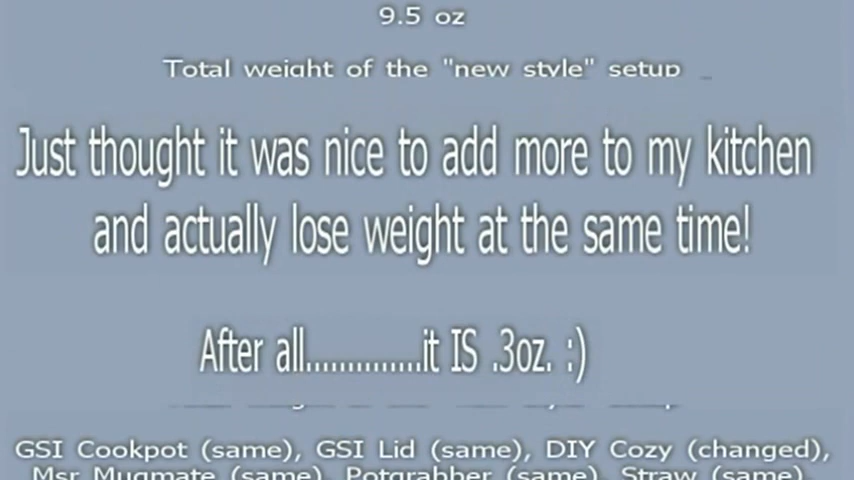 9.5 oz
Total weight of the "new style" setup
Just thought it was nice to add more to my kitchen
and actually lose weight at the same time!
After all..............it IS .3oz. :)
GSI Cookpot (same), GSI Lid (same), DIY Cozy (changed),
Msr Mugmate (same), Potgrabber (same), Straw (same),